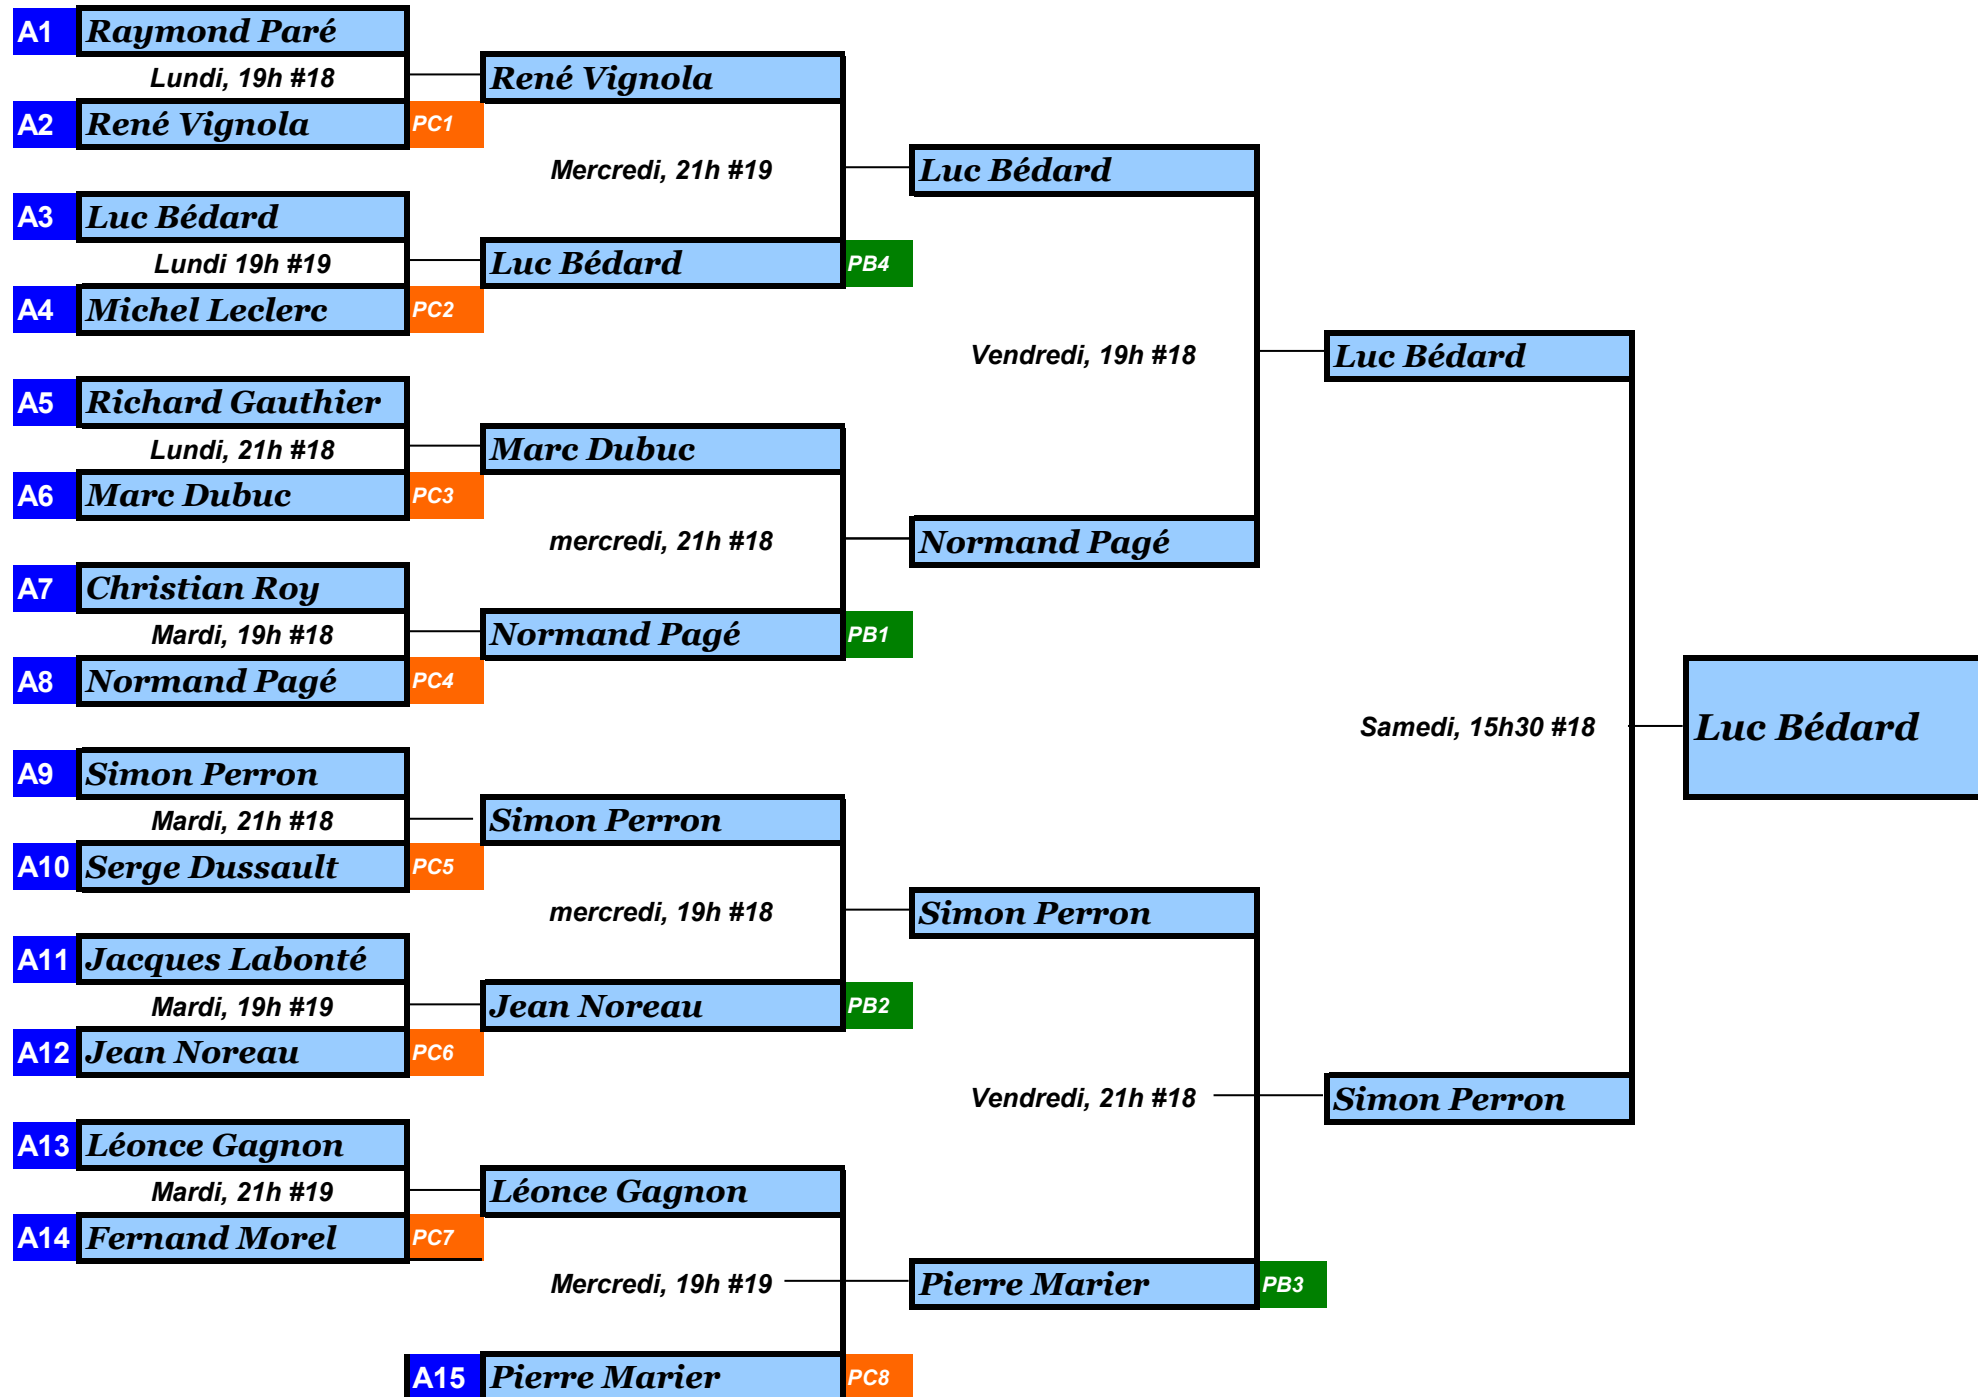 A1 Raymond Paré
Lundi, 19h #18 René Vignola
A2 René Vignola PC1
Mercredi, 21h #19 Luc Bédard
A3 Luc Bédard
Lundi 19h #19 Luc Bédard PB4
A4 Michel Leclerc PC2
Vendredi, 19h #18 Luc Bédard
A5 Richard Gauthier
Lundi, 21h #18 Marc Dubuc
A6 Marc Dubuc PC3
mercredi, 21h #18 Normand Pagé
A7 Christian Roy
Mardi, 19h #18 Normand Pagé PB1
A8 Normand Pagé PC4
Samedi, 15h30 #18 Luc Bédard
A9 Simon Perron
Mardi, 21h #18 Simon Perron
A10 Serge Dussault PC5
mercredi, 19h #18 Simon Perron
A11 Jacques Labonté
Mardi, 19h #19 Jean Noreau PB2
A12 Jean Noreau PC6
Vendredi, 21h #18 Simon Perron
A13 Léonce Gagnon
Mardi, 21h #19 Léonce Gagnon
A14 Fernand Morel PC7
Mercredi, 19h #19 Pierre Marier PB3
A15 Pierre Marier PC8